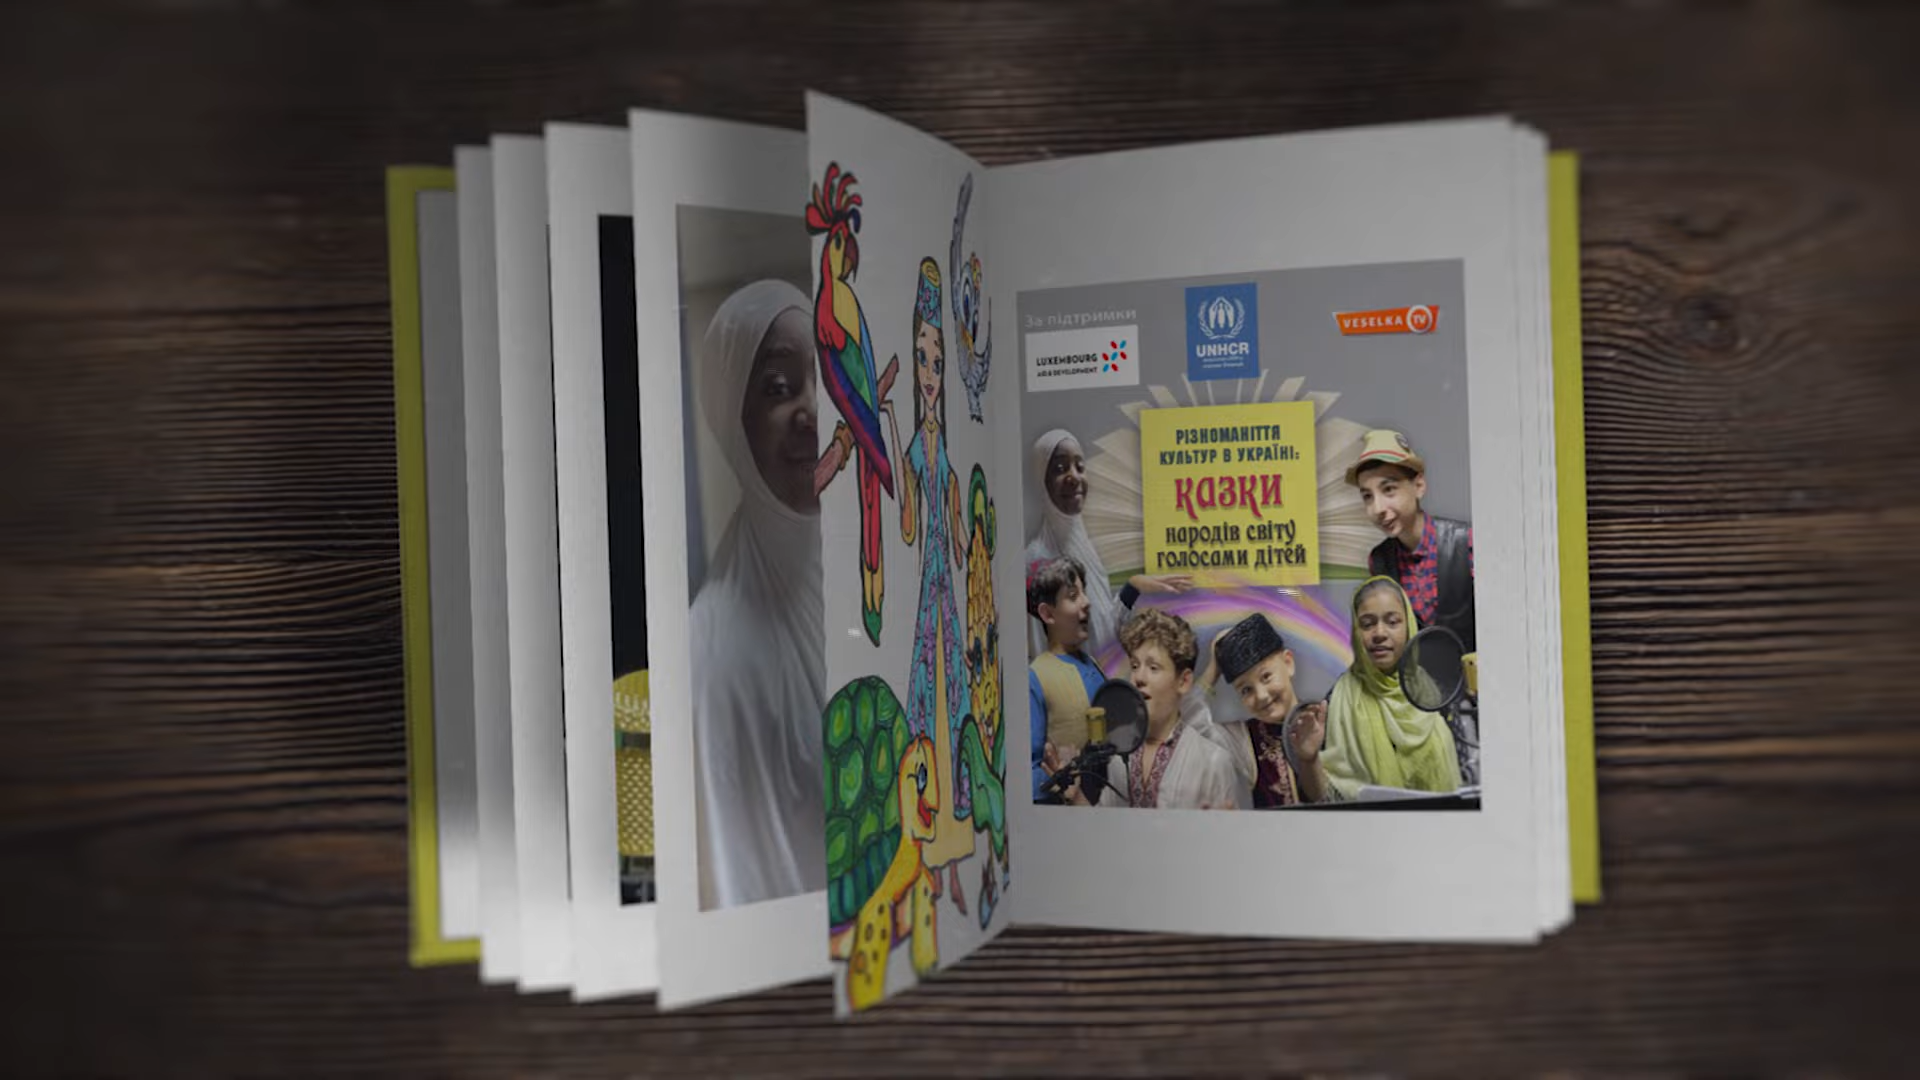 За підтримки
LUXEMBOURG
AID & DEVELOPMENT
UNHCR
VESELKA TV
РІЗНОМАНІТТЯ
КУЛЬТУР В УКРАЇНІ:
казки
народів світу
голосами дітей